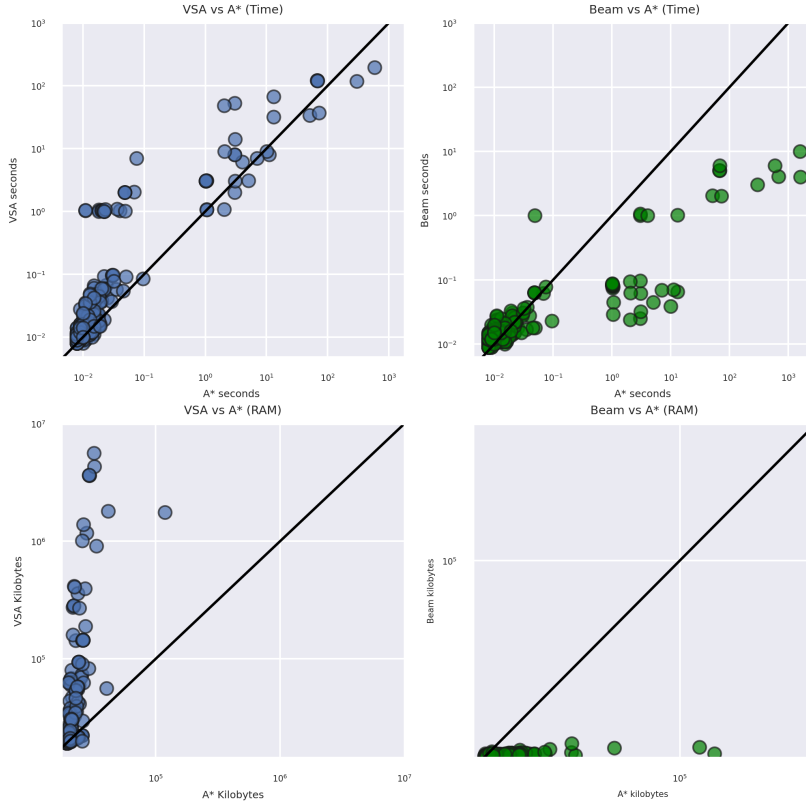 VSA vs A* (Time)
10³
10²
10¹
10⁰
10⁻¹
10⁻²
VSA seconds
10⁻² 10⁻¹ 10⁰ 10¹ 10² 10³
A* seconds
Beam vs A* (Time)
10³
10²
10¹
10⁰
10⁻¹
10⁻²
Beam seconds
10⁻² 10⁻¹ 10⁰ 10¹ 10² 10³
A* seconds
VSA vs A* (RAM)
10⁷
10⁶
10⁵
VSA Kilobytes
10⁵ 10⁶ 10⁷
A* Kilobytes
Beam vs A* (RAM)
10⁵
Beam kilobytes
10⁵
A* kilobytes